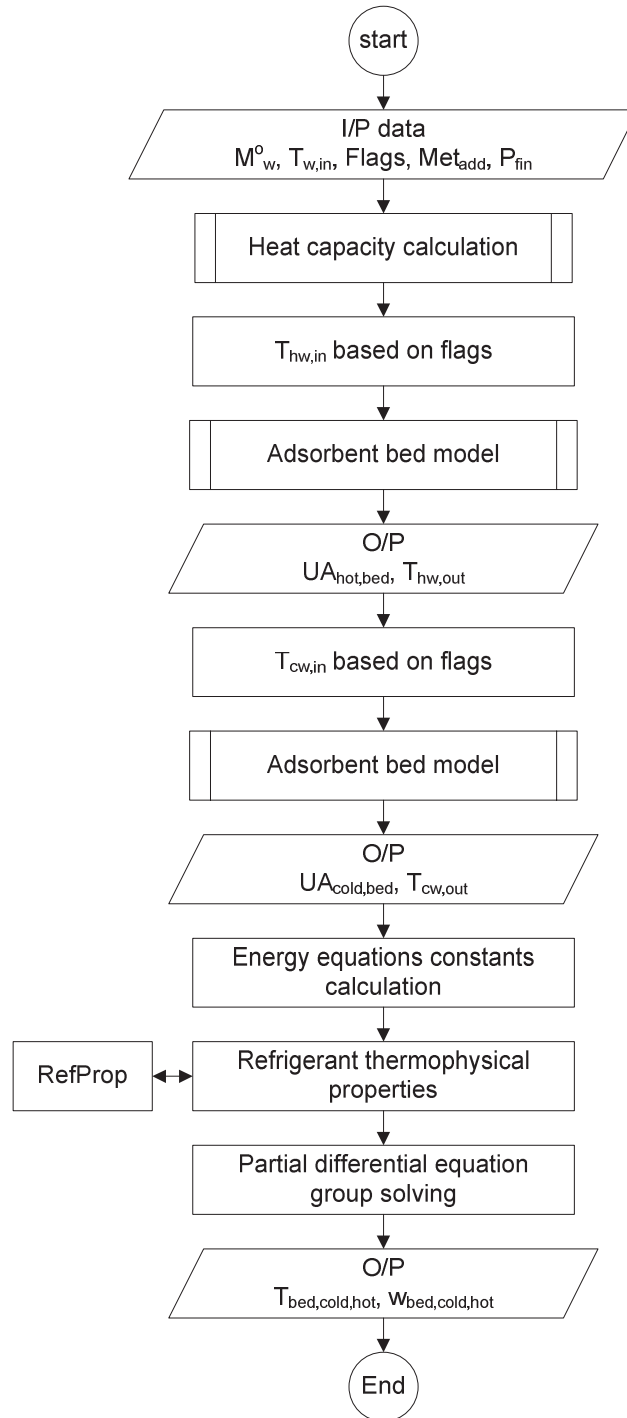 start
I/P data
M°w, Tw,in, Flags, Metadd, Pfin
Heat capacity calculation
Thw,in based on flags
Adsorbent bed model
O/P
UAhot,bed, Thw,out
Tcw,in based on flags
Adsorbent bed model
O/P
UAcold,bed, Tcw,out
Energy equations constants
calculation
RefProp
Refrigerant thermophysical
properties
Partial differential equation
group solving
O/P
Tbed,cold,hot, wbed,cold,hot
End